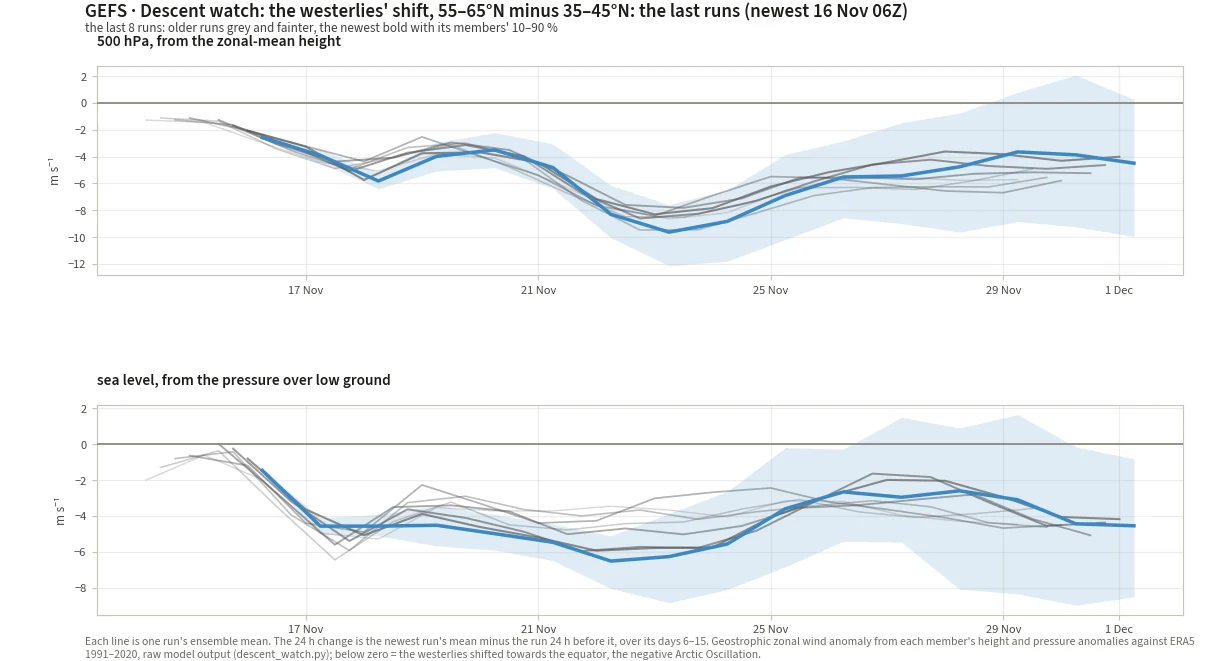 GEFS · Descent watch: the westerlies' shift, 55–65°N minus 35–45°N: the last runs (newest 16 Nov 06Z)
the last 8 runs: older runs grey and fainter, the newest bold with its members' 10–90 %
500 hPa, from the zonal-mean height
2
0
−2
−4
−6
−8
−10
−12
m s⁻¹
17 Nov
21 Nov
25 Nov
29 Nov
1 Dec
sea level, from the pressure over low ground
2
0
−2
−4
−6
−8
m s⁻¹
17 Nov
21 Nov
25 Nov
29 Nov
1 Dec
Each line is one run's ensemble mean. The 24 h change is the newest run's mean minus the run 24 h before it, over its days 6–15. Geostrophic zonal wind anomaly from each member's height and pressure anomalies against ERA5
1991–2020, raw model output (descent_watch.py); below zero = the westerlies shifted towards the equator, the negative Arctic Oscillation.